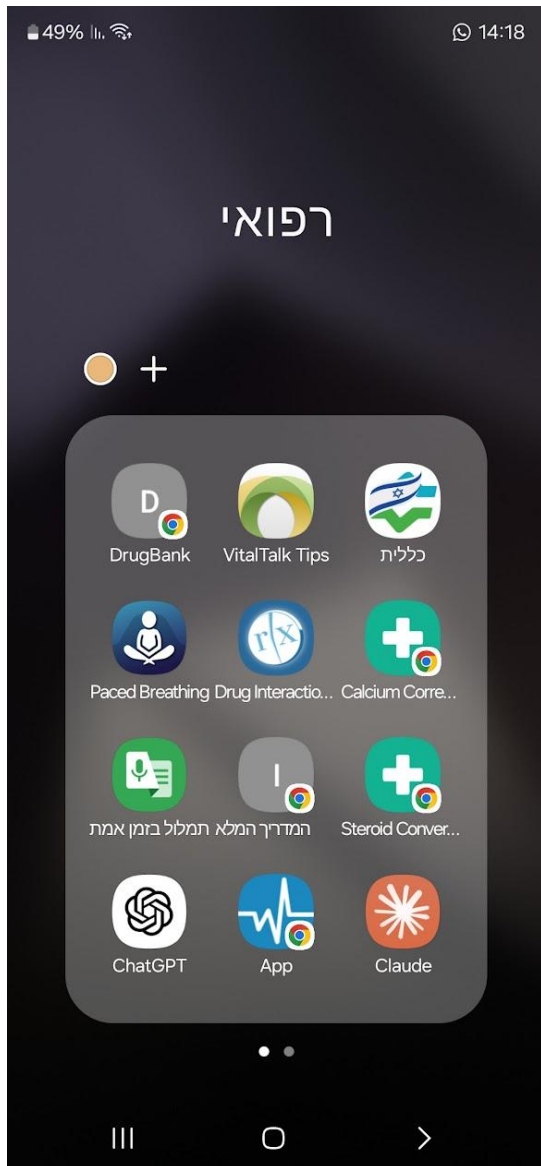 49%
14:18
רפואי
DrugBank
VitalTalk Tips
כללית
Paced Breathing
Drug Interactio...
Calcium Corre...
תמלול בזמן אמת
המדריך המלא
Steroid Conver...
ChatGPT
App
Claude
D
r|x
I